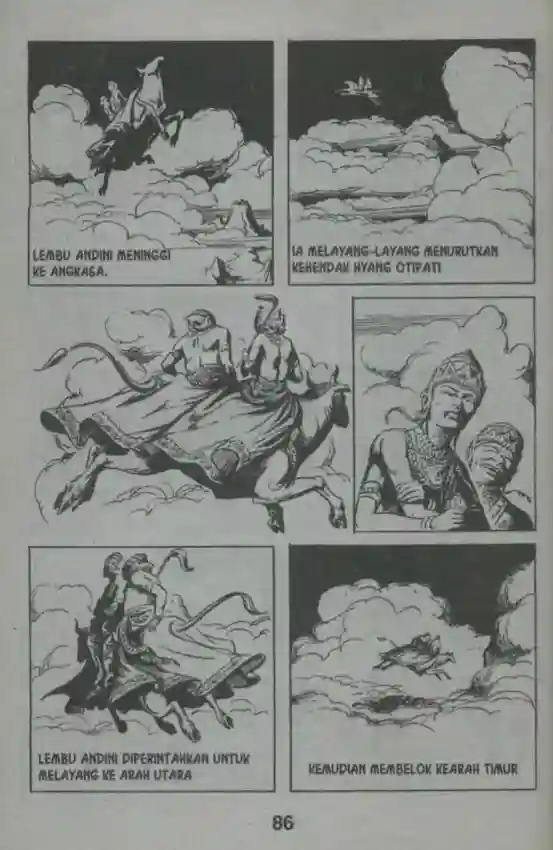 LEMBU ANDINI MENINGGI
KE ANGKASA.
IA MELAYANG-LAYANG MENURUTKAN
KEHENDAK HYANG OTIPATI
LEMBU ANDINI DIPERINTAHKAN UNTUK
MELAYANG KE ARAH UTARA
KEMUDIAN MEMBELOK KEARAH TIMUR
86